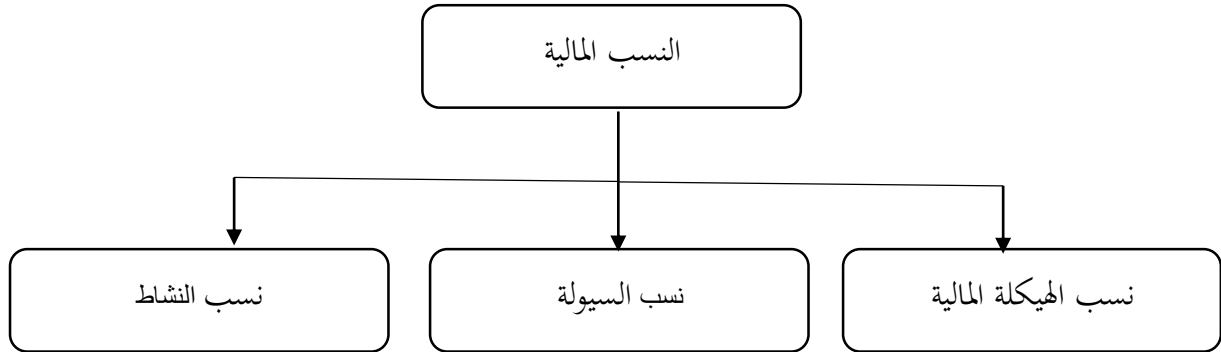 النسب المالية
نسب الهيكلة المالية
نسب السيولة
نسب النشاط